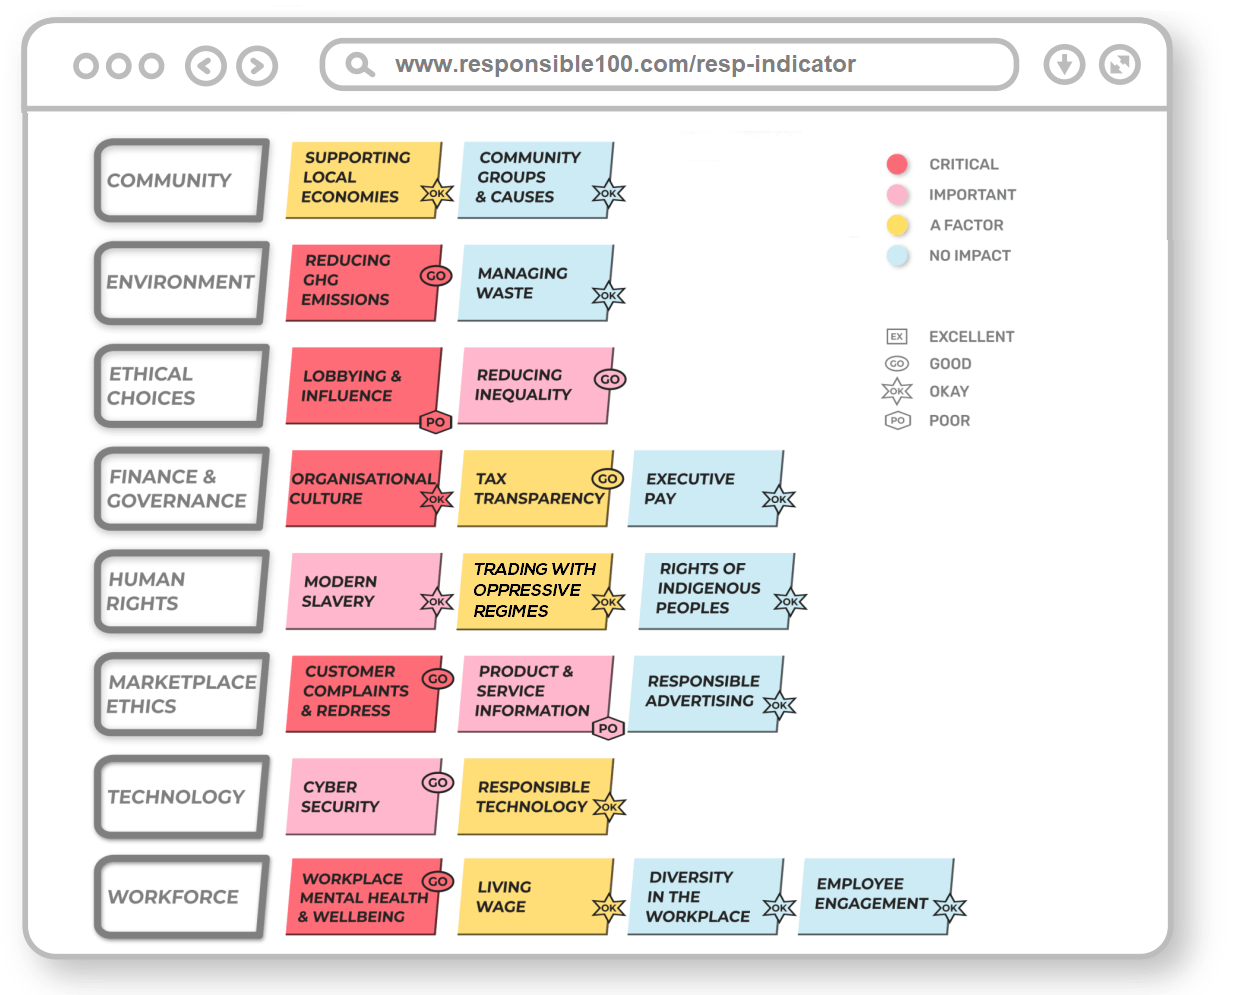 www.responsible100.com/resp-indicator
COMMUNITY
SUPPORTING
LOCAL
ECONOMIES
OK
COMMUNITY
GROUPS
& CAUSES
OK
CRITICAL
IMPORTANT
A FACTOR
NO IMPACT
ENVIRONMENT
REDUCING
GHG
EMISSIONS
GO
MANAGING
WASTE
OK
EX EXCELLENT
GO GOOD
OK OKAY
PO POOR
ETHICAL
CHOICES
LOBBYING &
INFLUENCE
PO
REDUCING
INEQUALITY
GO
FINANCE &
GOVERNANCE
ORGANISATIONAL
CULTURE
OK
TAX
TRANSPARENCY
GO
EXECUTIVE
PAY
OK
HUMAN
RIGHTS
MODERN
SLAVERY
OK
TRADING WITH
OPPRESSIVE
REGIMES
OK
RIGHTS OF
INDIGENOUS
PEOPLES
OK
MARKETPLACE
ETHICS
CUSTOMER
COMPLAINTS
& REDRESS
GO
PRODUCT &
SERVICE
INFORMATION
PO
RESPONSIBLE
ADVERTISING
OK
TECHNOLOGY
CYBER
SECURITY
GO
RESPONSIBLE
TECHNOLOGY
OK
WORKFORCE
WORKPLACE
MENTAL HEALTH
& WELLBEING
GO
LIVING
WAGE
OK
DIVERSITY
IN THE
WORKPLACE
OK
EMPLOYEE
ENGAGEMENT
OK